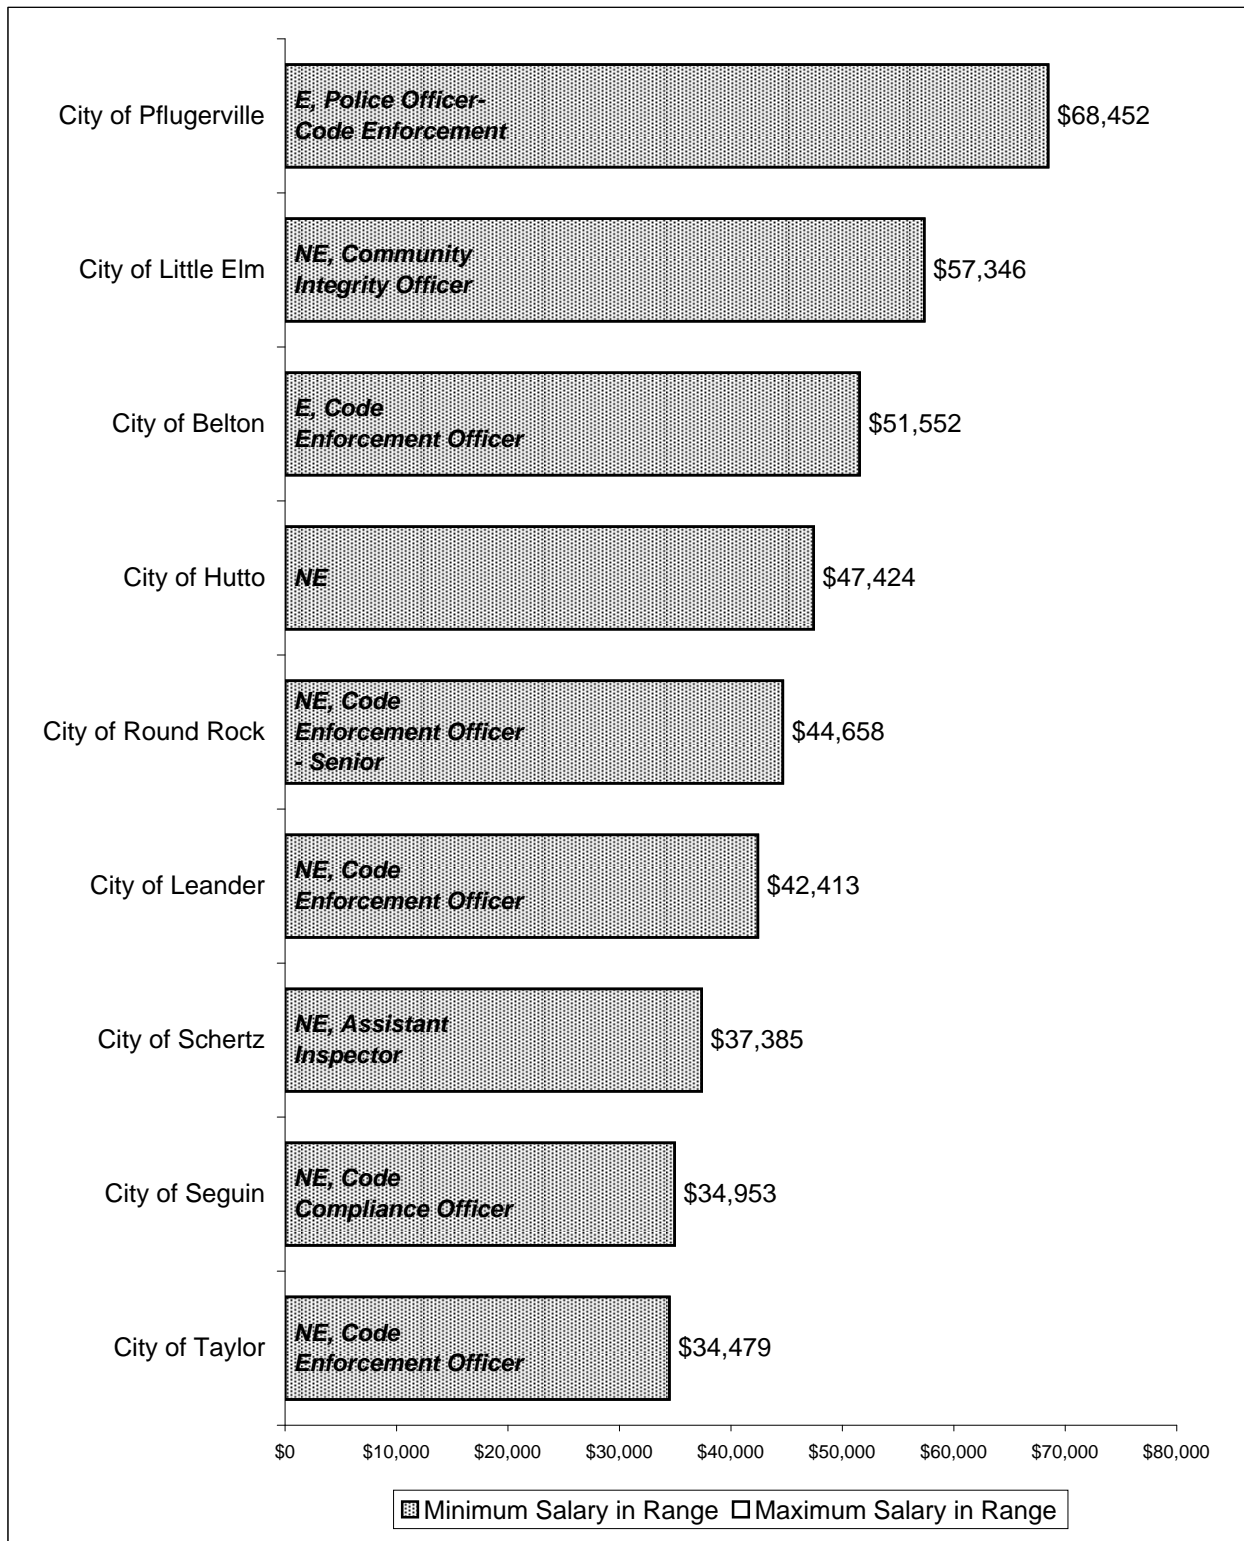 City of Pflugerville
E, Police Officer-
Code Enforcement
$68,452
City of Little Elm
NE, Community
Integrity Officer
$57,346
City of Belton
E, Code
Enforcement Officer
$51,552
City of Hutto
NE
$47,424
City of Round Rock
NE, Code
Enforcement Officer
- Senior
$44,658
City of Leander
NE, Code
Enforcement Officer
$42,413
City of Schertz
NE, Assistant
Inspector
$37,385
City of Seguin
NE, Code
Compliance Officer
$34,953
City of Taylor
NE, Code
Enforcement Officer
$34,479
$0 $10,000 $20,000 $30,000 $40,000 $50,000 $60,000 $70,000 $80,000
Minimum Salary in Range Maximum Salary in Range